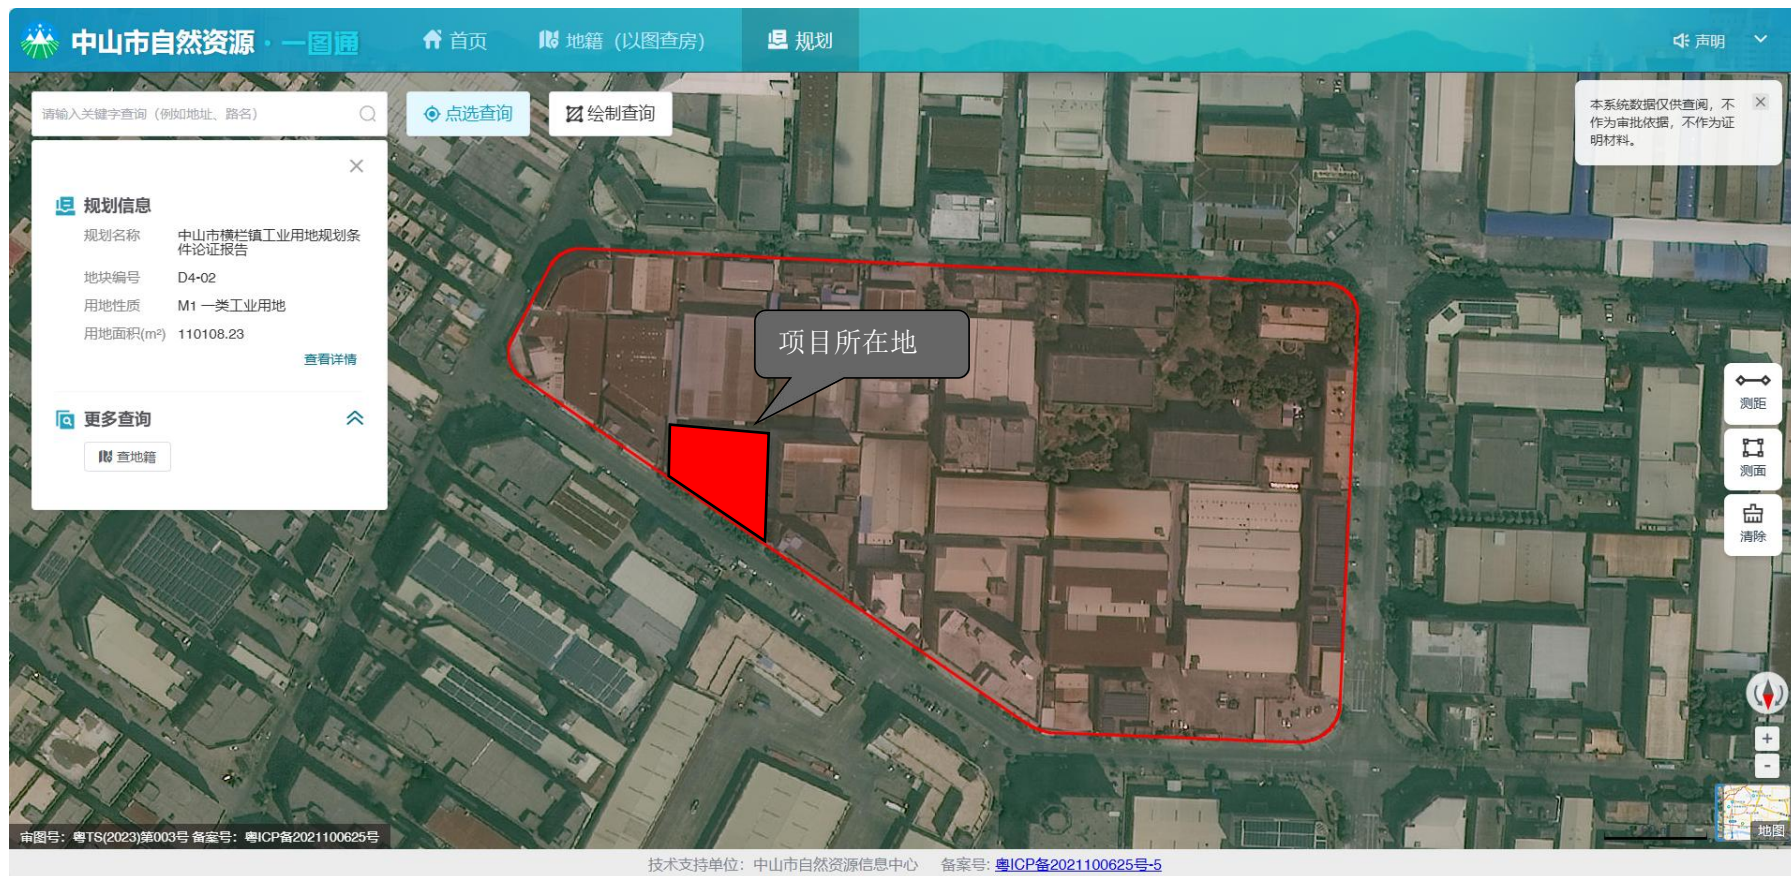 中山市自然资源·一图通
首页
地籍（以图查房）
规划
声明
请输入关键字查询（例如地址、路名）
点选查询
绘制查询
本系统数据仅供查阅，不
作为审批依据，不作为证
明材料。
规划信息
规划名称 中山市横栏镇工业用地规划条
件论证报告
地块编号 D4-02
用地性质 M1 一类工业用地
用地面积(m²) 110108.23
查看详情
更多查询
查地籍
项目所在地
测距
测面
清除
+
-
地图
审图号：粤TS(2023)第003号 备案号：粤ICP备2021100625号
技术支持单位：中山市自然资源信息中心 备案号: 粤ICP备2021100625号-5